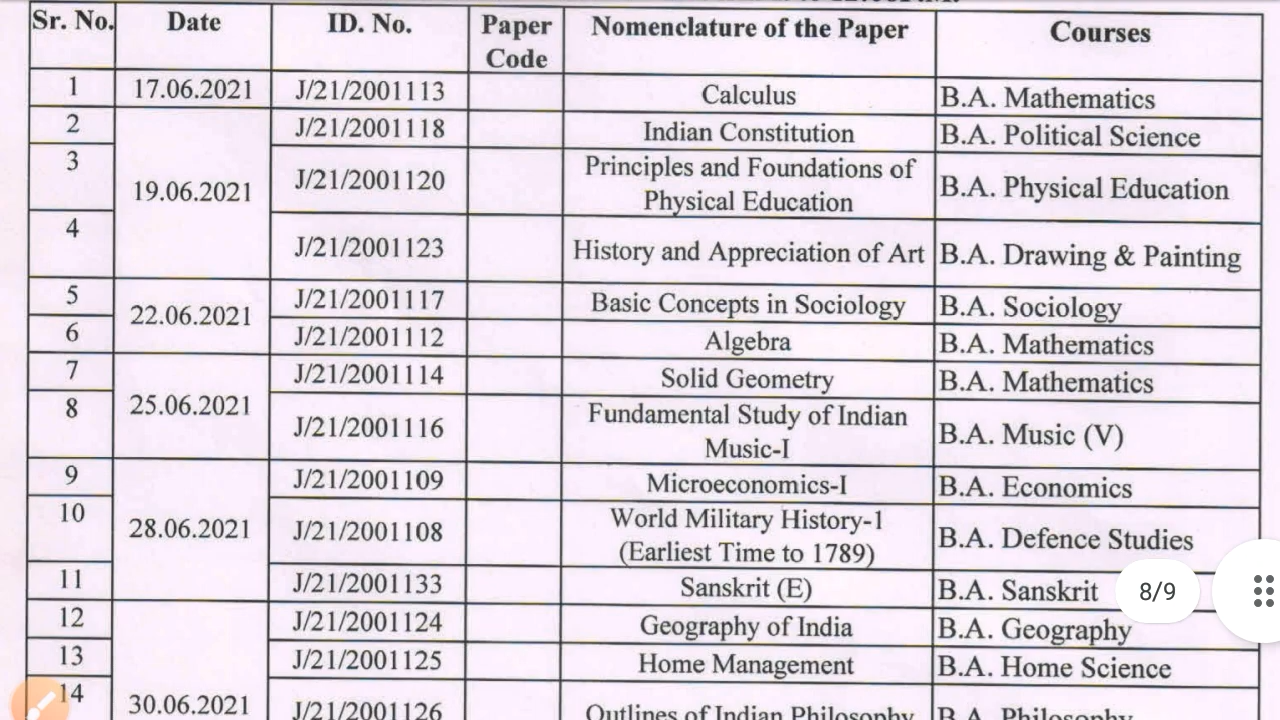 Sr. No. Date ID. No. Paper Code Nomenclature of the Paper Courses
1 17.06.2021 J/21/2001113 Calculus B.A. Mathematics
2 19.06.2021 J/21/2001118 Indian Constitution B.A. Political Science
3 J/21/2001120 Principles and Foundations of Physical Education B.A. Physical Education
4 J/21/2001123 History and Appreciation of Art B.A. Drawing & Painting
5 22.06.2021 J/21/2001117 Basic Concepts in Sociology B.A. Sociology
6 J/21/2001112 Algebra B.A. Mathematics
7 25.06.2021 J/21/2001114 Solid Geometry B.A. Mathematics
8 J/21/2001116 Fundamental Study of Indian Music-I B.A. Music (V)
9 28.06.2021 J/21/2001109 Microeconomics-I B.A. Economics
10 J/21/2001108 World Military History-1 (Earliest Time to 1789) B.A. Defence Studies
11 J/21/2001133 Sanskrit (E) B.A. Sanskrit
8/9
12 30.06.2021 J/21/2001124 Geography of India B.A. Geography
13 J/21/2001125 Home Management B.A. Home Science
14 J/21/2001126 Outlines of Indian Philosophy B.A. Philosophy